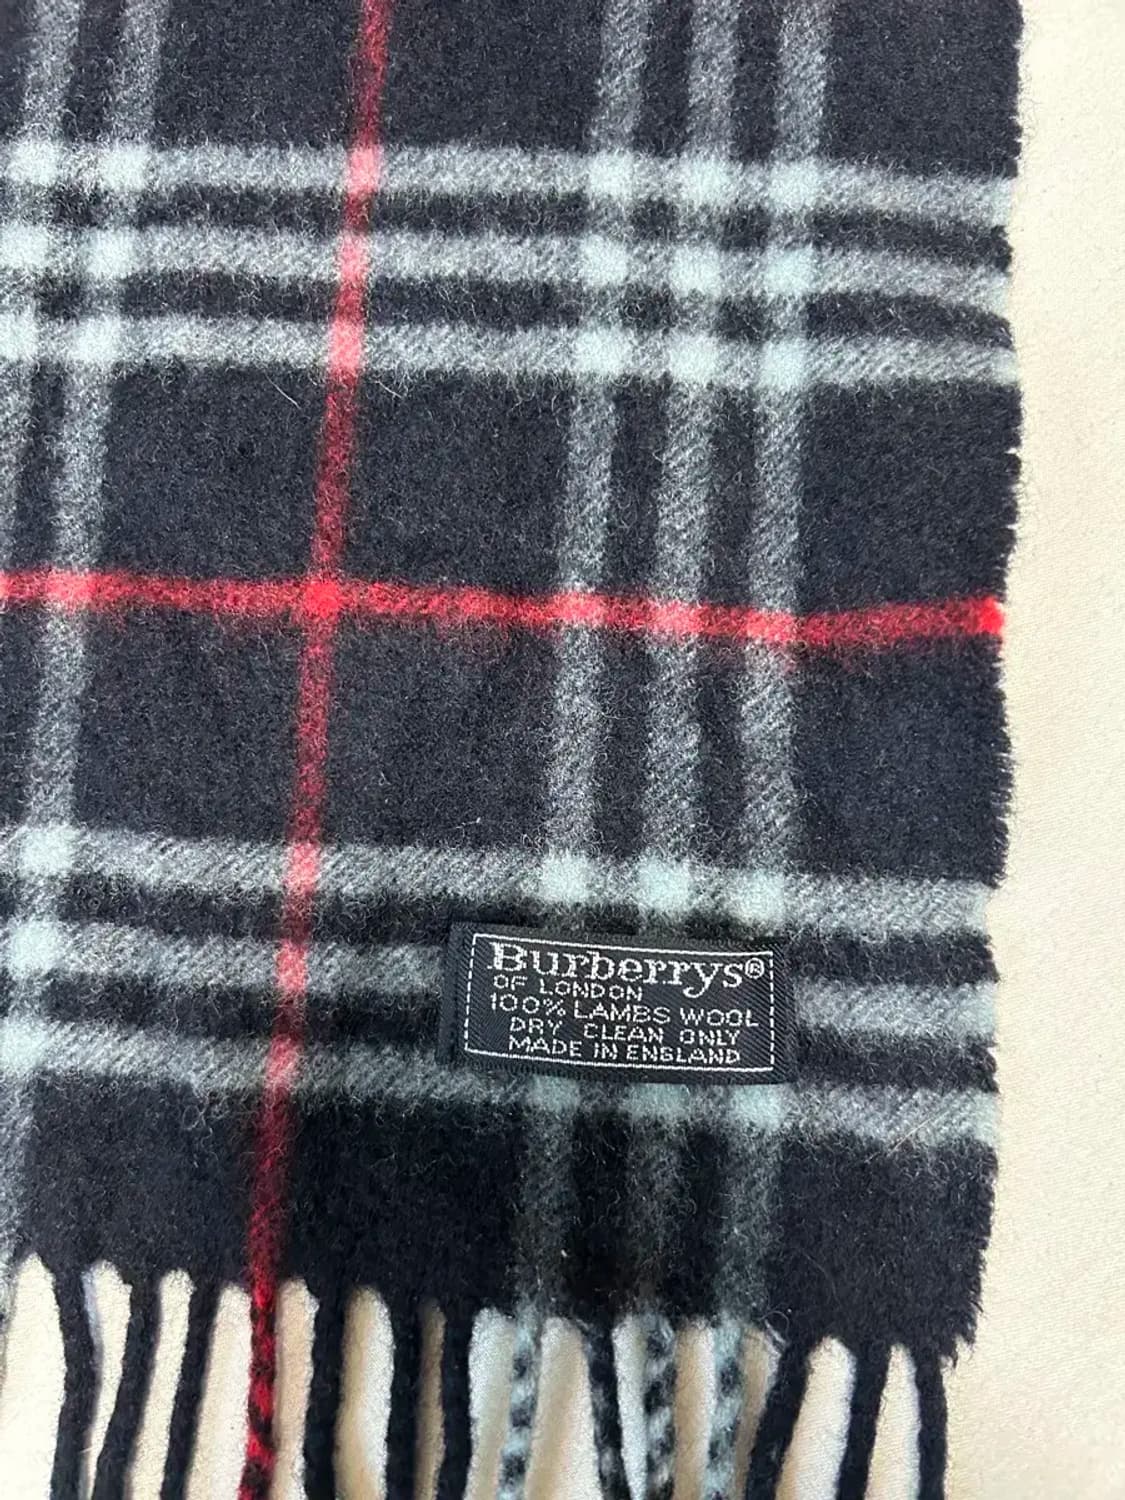 Burberrys®
OF LONDON
100% LAMBS WOOL
DRY CLEAN ONLY
MADE IN ENGLAND